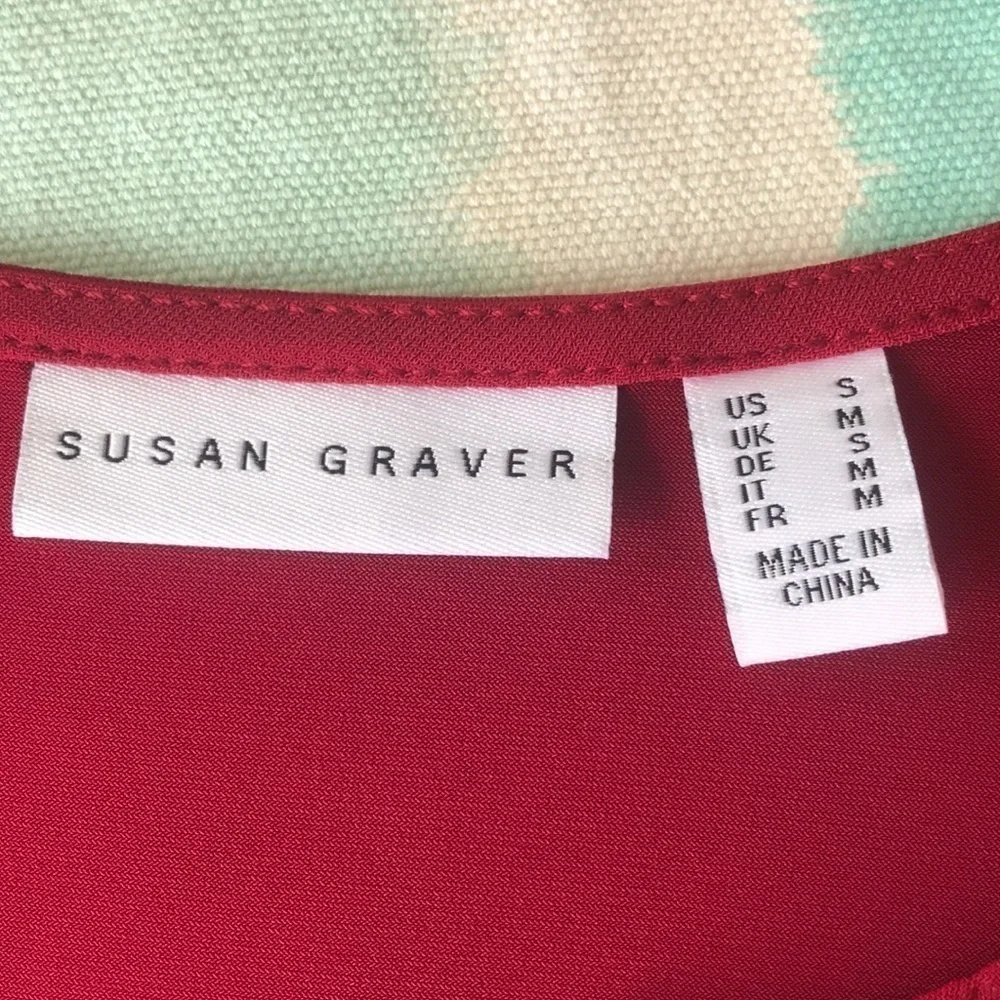 SUSAN GRAVER
US S
UK M
DE S
IT M
FR M
MADE IN
CHINA